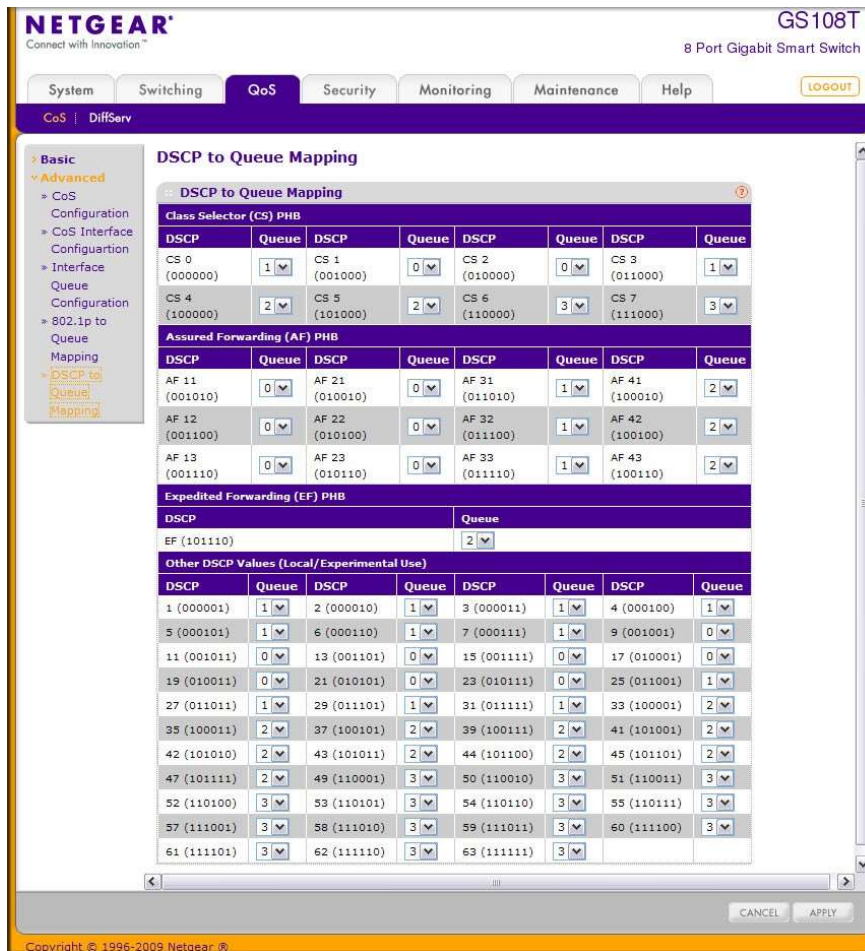 NETGEAR®
Connect with Innovation™
GS108T
8 Port Gigabit Smart Switch
System Switching QoS Security Monitoring Maintenance Help LOGOUT
CoS | DiffServ
Basic
Advanced
» CoS
Configuration
» CoS Interface
Configuartion
» Interface
Queue
Configuration
» 802.1p to
Queue
Mapping
» DSCP to
Queue
Mapping
DSCP to Queue Mapping
DSCP to Queue Mapping ?
Class Selector (CS) PHB
DSCP Queue DSCP Queue DSCP Queue DSCP Queue
CS 0 (000000) 1 CS 1 (001000) 0 CS 2 (010000) 0 CS 3 (011000) 1
CS 4 (100000) 2 CS 5 (101000) 2 CS 6 (110000) 3 CS 7 (111000) 3
Assured Forwarding (AF) PHB
DSCP Queue DSCP Queue DSCP Queue DSCP Queue
AF 11 (001010) 0 AF 21 (010010) 0 AF 31 (011010) 1 AF 41 (100010) 2
AF 12 (001100) 0 AF 22 (010100) 0 AF 32 (011100) 1 AF 42 (100100) 2
AF 13 (001110) 0 AF 23 (010110) 0 AF 33 (011110) 1 AF 43 (100110) 2
Expedited Forwarding (EF) PHB
DSCP Queue
EF (101110) 2
Other DSCP Values (Local/Experimental Use)
DSCP Queue DSCP Queue DSCP Queue DSCP Queue
1 (000001) 1 2 (000010) 1 3 (000011) 1 4 (000100) 1
5 (000101) 1 6 (000110) 1 7 (000111) 1 9 (001001) 0
11 (001011) 0 13 (001101) 0 15 (001111) 0 17 (010001) 0
19 (010011) 0 21 (010101) 0 23 (010111) 0 25 (011001) 1
27 (011011) 1 29 (011101) 1 31 (011111) 1 33 (100001) 2
35 (100011) 2 37 (100101) 2 39 (100111) 2 41 (101001) 2
42 (101010) 2 43 (101011) 2 44 (101100) 2 45 (101101) 2
47 (101111) 2 49 (110001) 3 50 (110010) 3 51 (110011) 3
52 (110100) 3 53 (110101) 3 54 (110110) 3 55 (110111) 3
57 (111001) 3 58 (111010) 3 59 (111011) 3 60 (111100) 3
61 (111101) 3 62 (111110) 3 63 (111111) 3
CANCEL APPLY
Copyright © 1996-2009 Netgear ®